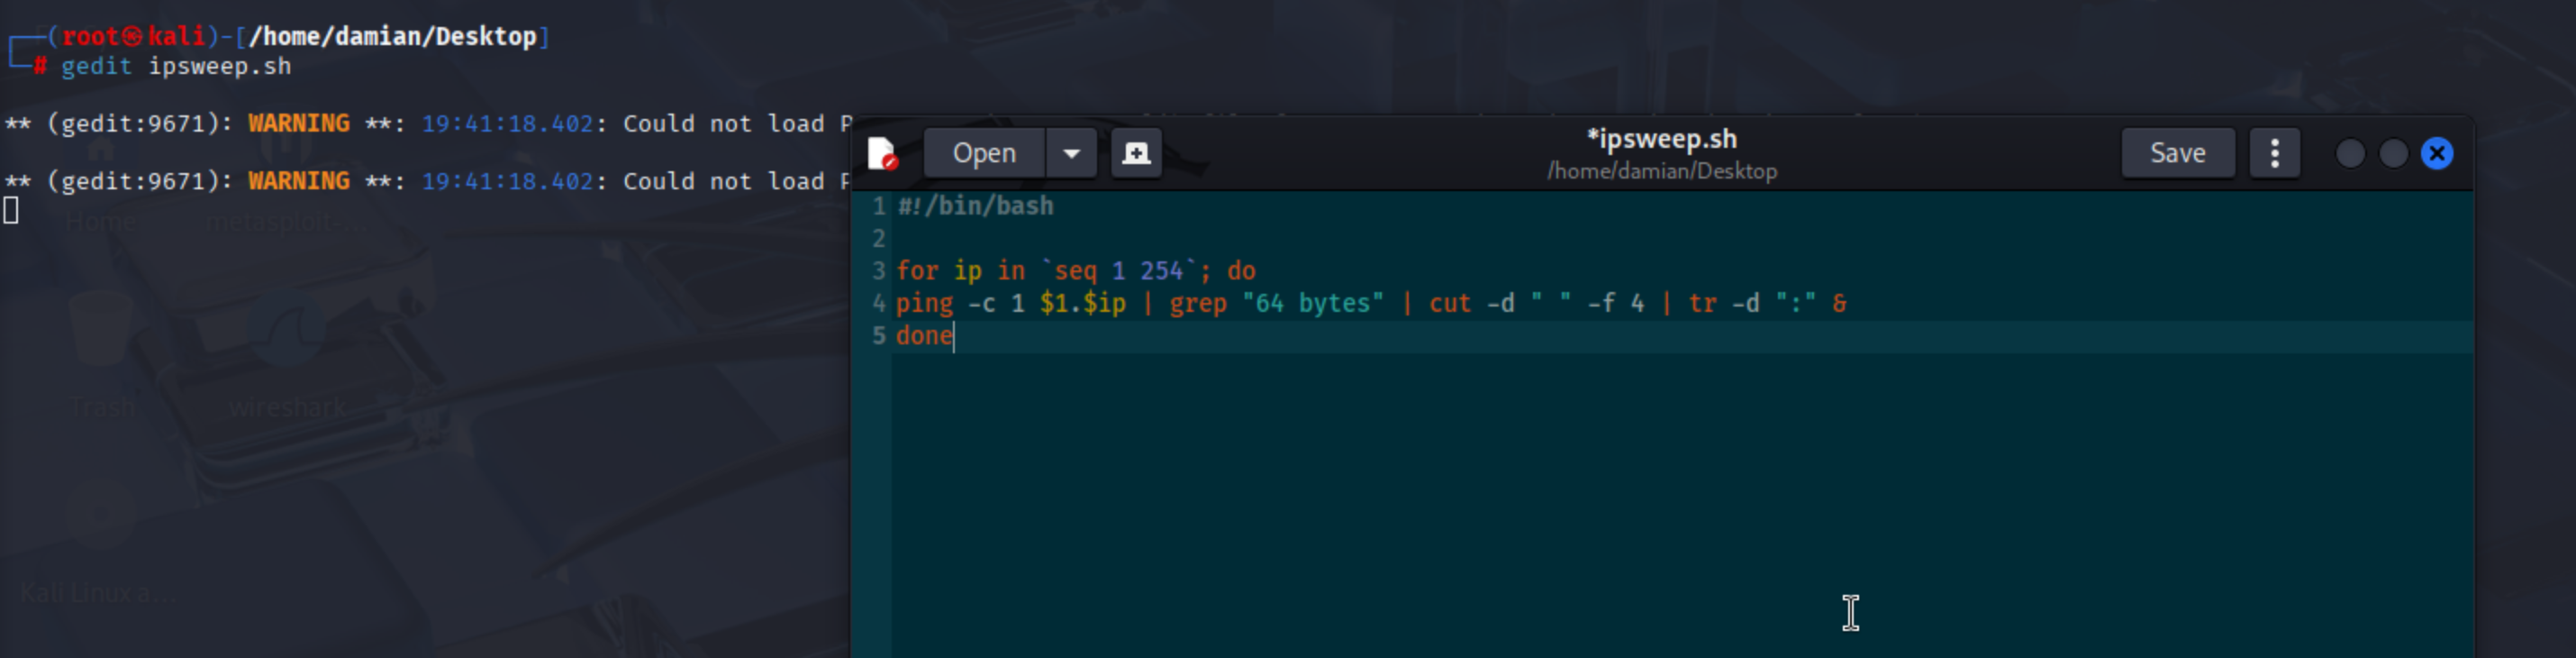 (root㉿kali)-[/home/damian/Desktop]
# gedit ipsweep.sh
** (gedit:9671): WARNING **: 19:41:18.402: Could not load
** (gedit:9671): WARNING **: 19:41:18.402: Could not load
Home metasploit-...
Trash wireshark
Kali Linux a...
Open
*ipsweep.sh
/home/damian/Desktop
Save
1 #!/bin/bash
2
3 for ip in `seq 1 254`; do
4 ping -c 1 $1.$ip | grep "64 bytes" | cut -d " " -f 4 | tr -d ":" &
5 done